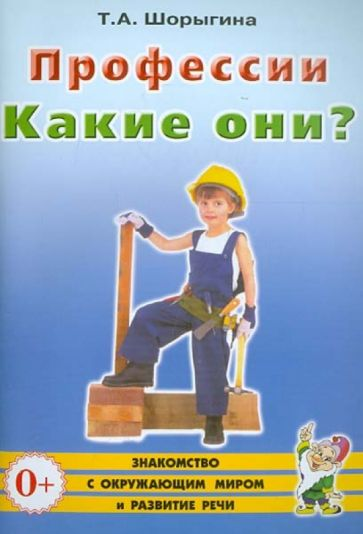 Т.А. Шорыгина
Профессии
Какие они?
0+
ЗНАКОМСТВО
С ОКРУЖАЮЩИМ МИРОМ
и РАЗВИТИЕ РЕЧИ